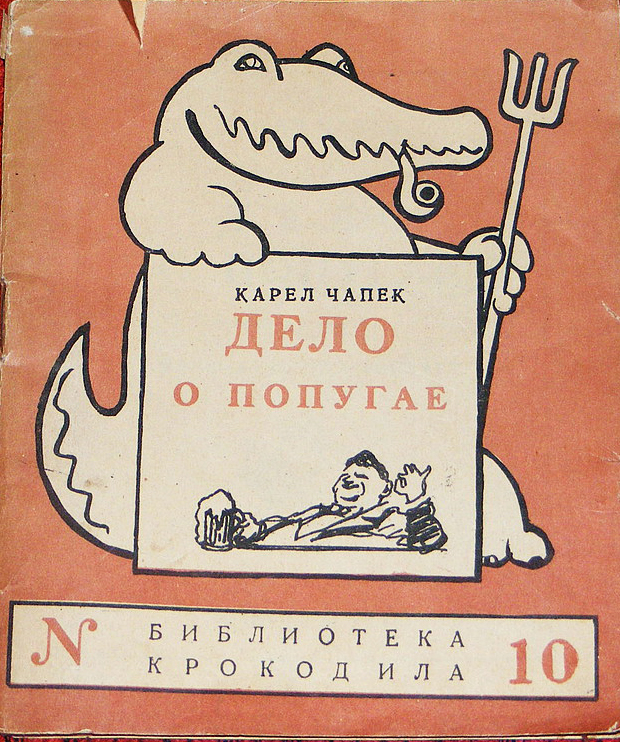 КАРЕЛ ЧАПЕК
ДЕЛО
О ПОПУГАЕ
N БИБЛИОТЕКА КРОКОДИЛА 10